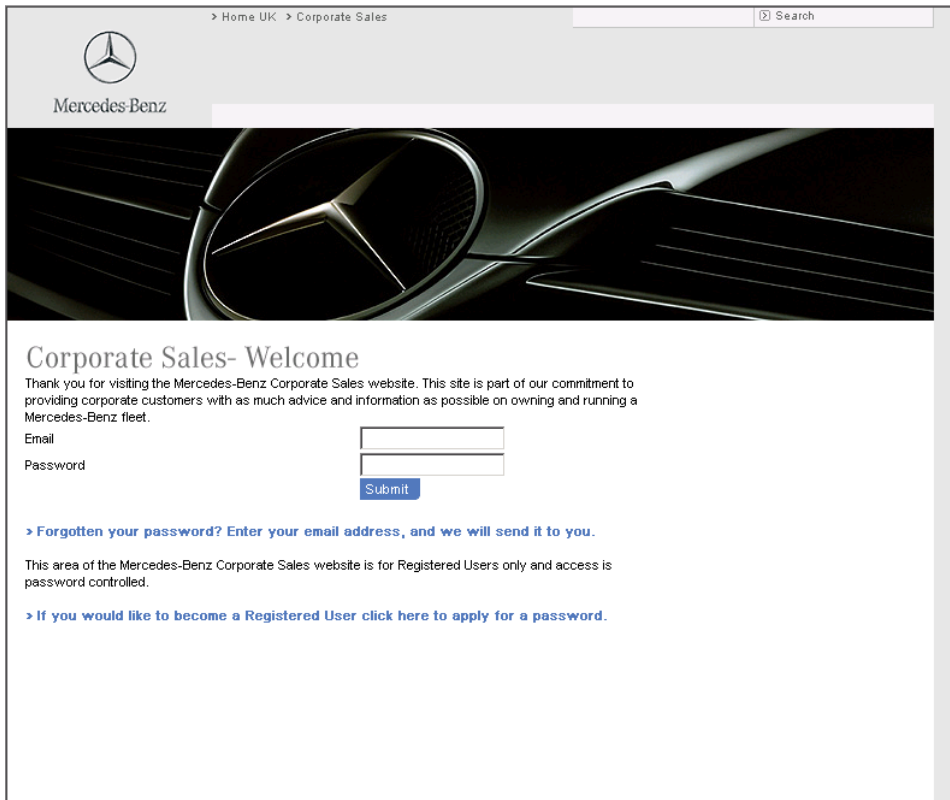 > Home UK > Corporate Sales
Search
Mercedes-Benz
Corporate Sales- Welcome
Thank you for visiting the Mercedes-Benz Corporate Sales website. This site is part of our commitment to
providing corporate customers with as much advice and information as possible on owning and running a
Mercedes-Benz fleet.
Email
Password
Submit
> Forgotten your password? Enter your email address, and we will send it to you.
This area of the Mercedes-Benz Corporate Sales website is for Registered Users only and access is
password controlled.
> If you would like to become a Registered User click here to apply for a password.